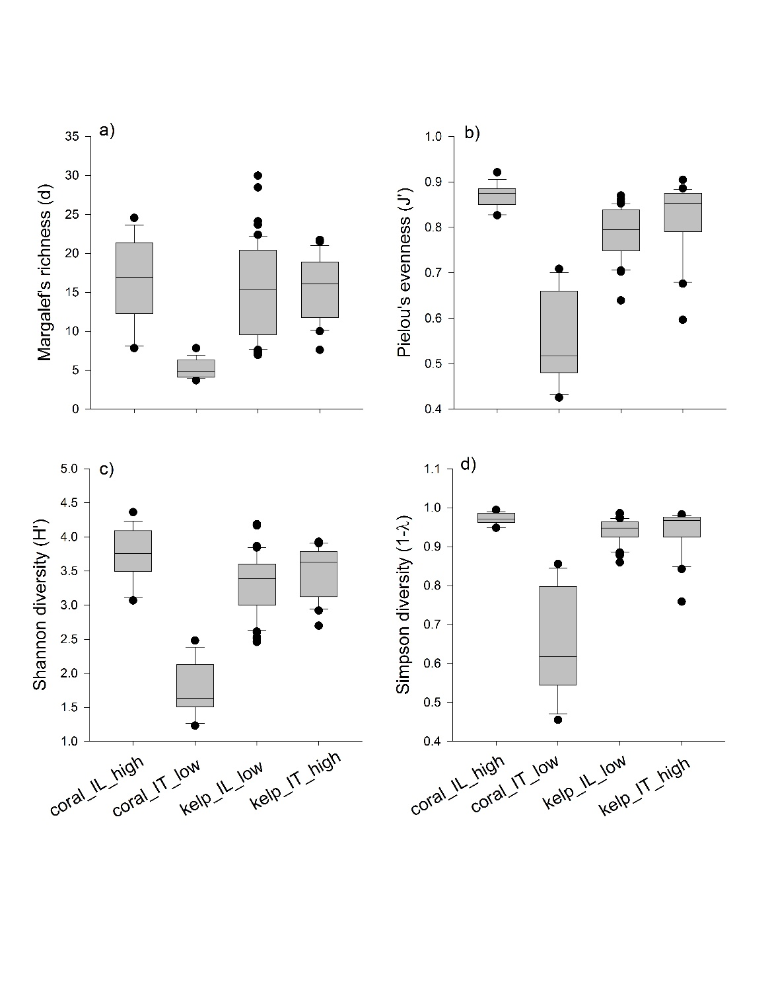 a)
35
30
25
20
15
10
5
0
Margalef's richness (d)
b)
1.0
0.9
0.8
0.7
0.6
0.5
0.4
Pielou's evenness (J')
c)
5.0
4.5
4.0
3.5
3.0
2.5
2.0
1.5
1.0
Shannon diversity (H')
coral_IL_high
coral_IT_low
kelp_IL_low
kelp_IT_high
d)
1.1
1.0
0.9
0.8
0.7
0.6
0.5
0.4
Simpson diversity (1-λ)
coral_IL_high
coral_IT_low
kelp_IL_low
kelp_IT_high